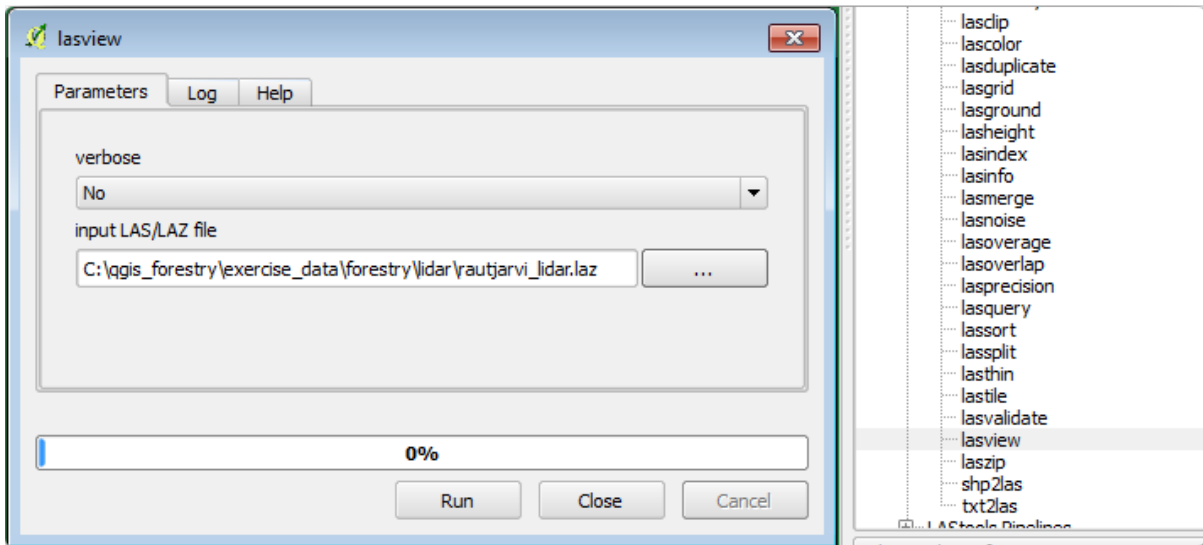 lasview
Parameters
Log
Help
verbose
No
input LAS/LAZ file
C:\qgis_forestry\exercise_data\forestry\lidar\rautjarvi_lidar.laz
...
0%
Run
Close
Cancel
lasclip
lascolor
lasduplicate
lasgrid
lasground
lasheight
lasindex
lasinfo
lasmerge
lasnoise
lasoverage
lasoverlap
lasprecision
lasquery
lassort
lassplit
lasthin
lastile
lasvalidate
lasview
laszip
shp2las
txt2las
LAStools Pipelines